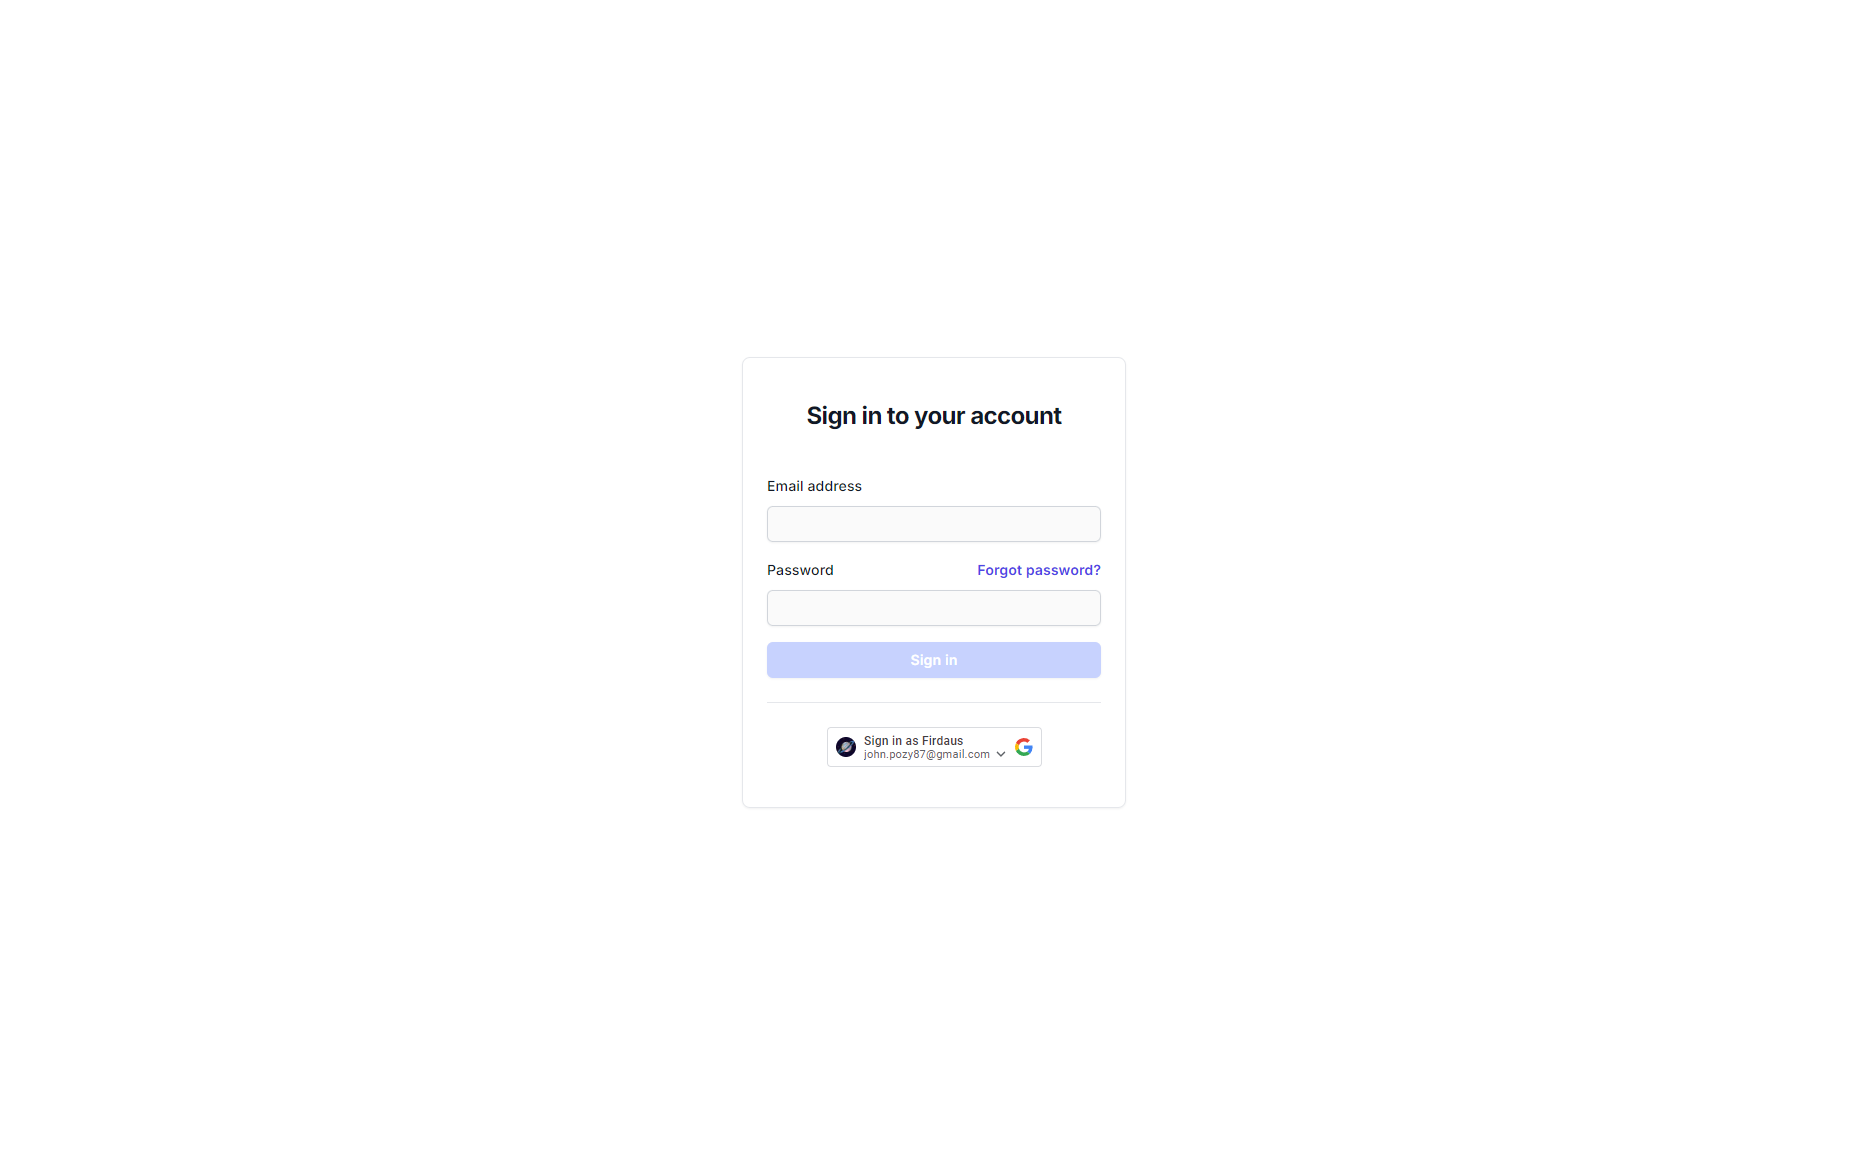 Sign in to your account
Email address
Password
Forgot password?
Sign in
Sign in as Firdaus
john.pozy87@gmail.com